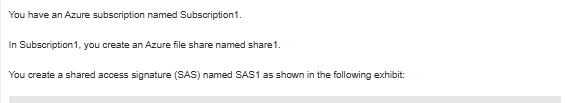 You have an Azure subscription named Subscription1.
In Subscription1, you create an Azure file share named share1.
You create a shared access signature (SAS) named SAS1 as shown in the following exhibit: